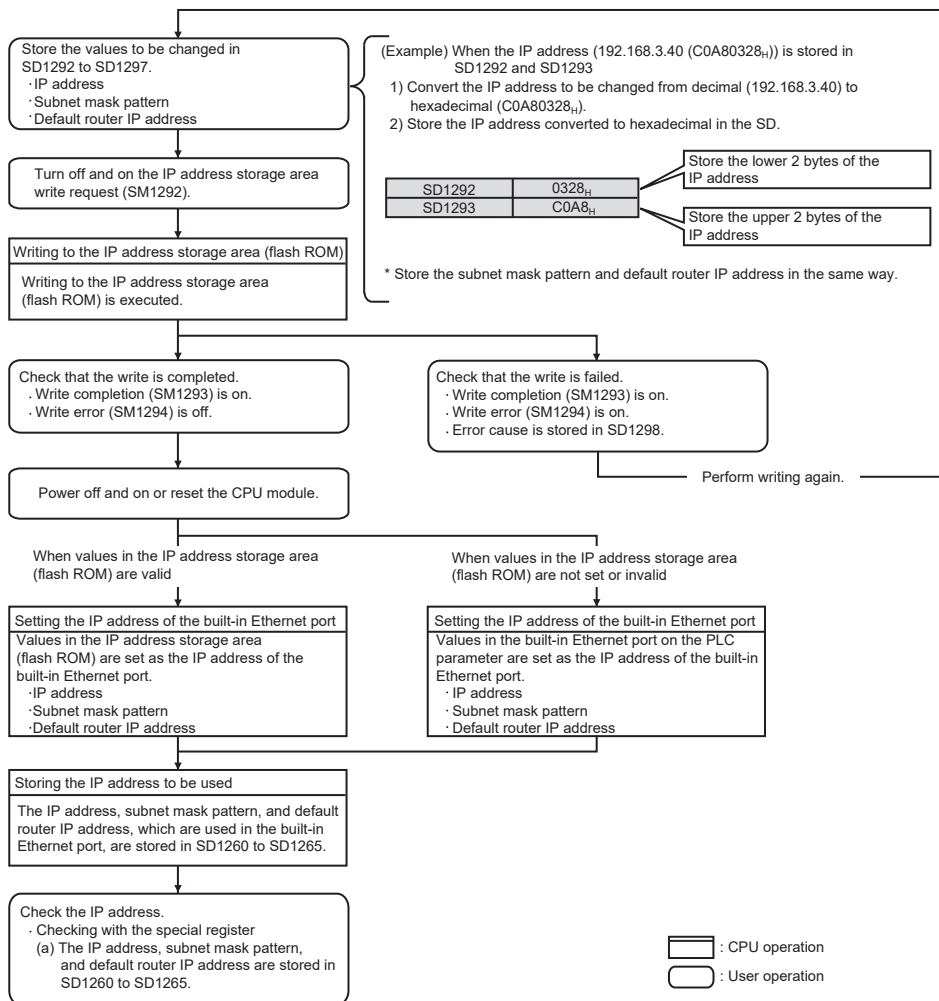 Store the values to be changed in
SD1292 to SD1297.
·IP address
·Subnet mask pattern
·Default router IP address
(Example) When the IP address (192.168.3.40 (C0A80328H)) is stored in
SD1292 and SD1293
1) Convert the IP address to be changed from decimal (192.168.3.40) to
hexadecimal (C0A80328H).
2) Store the IP address converted to hexadecimal in the SD.
SD1292 0328H
SD1293 C0A8H
Store the lower 2 bytes of the
IP address
Store the upper 2 bytes of the
IP address
* Store the subnet mask pattern and default router IP address in the same way.
Turn off and on the IP address storage area
write request (SM1292).
Writing to the IP address storage area (flash ROM)
Writing to the IP address storage area
(flash ROM) is executed.
Check that the write is completed.
· Write completion (SM1293) is on.
· Write error (SM1294) is off.
Check that the write is failed.
· Write completion (SM1293) is on.
· Write error (SM1294) is on.
· Error cause is stored in SD1298.
Perform writing again.
Power off and on or reset the CPU module.
When values in the IP address storage area
(flash ROM) are valid
When values in the IP address storage area
(flash ROM) are not set or invalid
Setting the IP address of the built-in Ethernet port
Values in the IP address storage area
(flash ROM) are set as the IP address of the
built-in Ethernet port.
·IP address
·Subnet mask pattern
·Default router IP address
Setting the IP address of the built-in Ethernet port
Values in the built-in Ethernet port on the PLC
parameter are set as the IP address of the built-in
Ethernet port.
· IP address
· Subnet mask pattern
· Default router IP address
Storing the IP address to be used
The IP address, subnet mask pattern, and default
router IP address, which are used in the built-in
Ethernet port, are stored in SD1260 to SD1265.
Check the IP address.
· Checking with the special register
(a) The IP address, subnet mask pattern,
and default router IP address are stored in
SD1260 to SD1265.
: CPU operation
: User operation